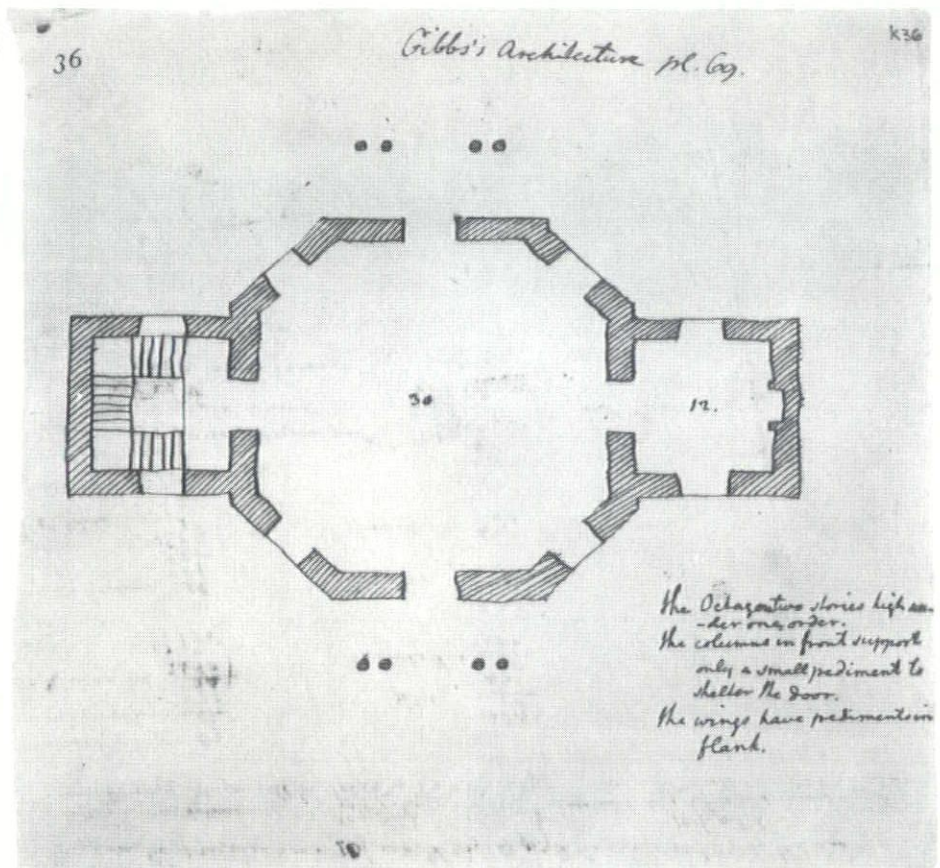 36
Gibbs's Architecture pl. 69.
K36
30
12.
the Octagon two stories high un-
-der one order.
the columns in front support
only a small pediment to
shelter the door.
the wings have pediments in
flank.